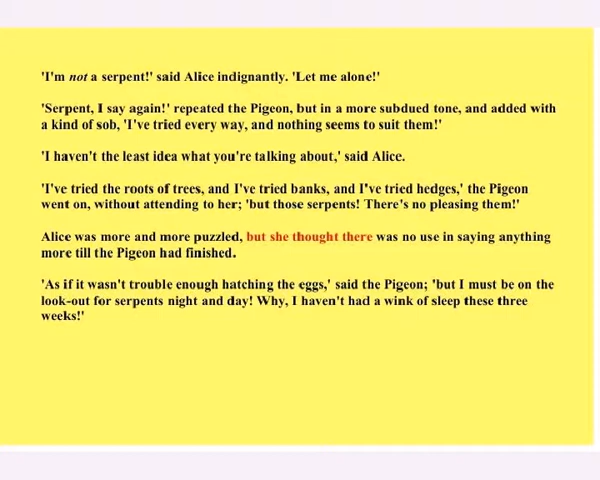 'I'm not a serpent!' said Alice indignantly. 'Let me alone!'
'Serpent, I say again!' repeated the Pigeon, but in a more subdued tone, and added with
a kind of sob, 'I've tried every way, and nothing seems to suit them!'
'I haven't the least idea what you're talking about,' said Alice.
'I've tried the roots of trees, and I've tried banks, and I've tried hedges,' the Pigeon
went on, without attending to her; 'but those serpents! There's no pleasing them!'
Alice was more and more puzzled, but she thought there was no use in saying anything
more till the Pigeon had finished.
'As if it wasn't trouble enough hatching the eggs,' said the Pigeon; 'but I must be on the
look-out for serpents night and day! Why, I haven't had a wink of sleep these three
weeks!'